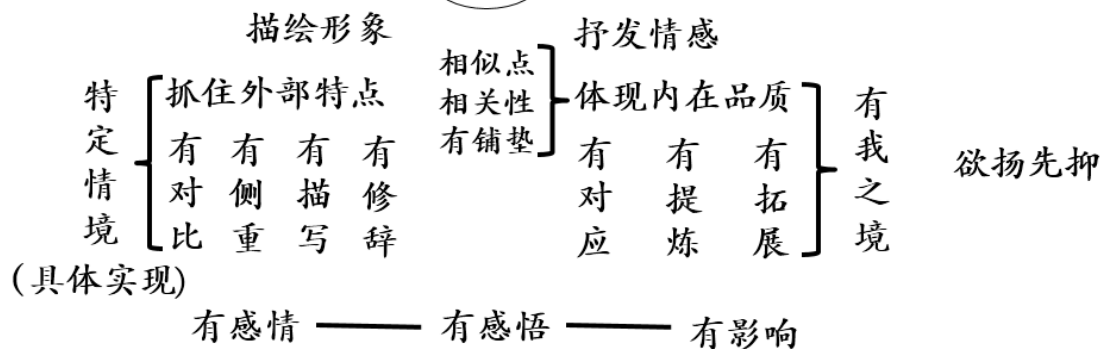 描绘形象 抒发情感
特定情境
抓住外部特点
有对比
有侧重
有描写
有修辞
相似点
相关性
有铺垫
体现内在品质
有对应
有提炼
有拓展
有我之境
欲扬先抑
(具体实现)
有感情 有感悟 有影响